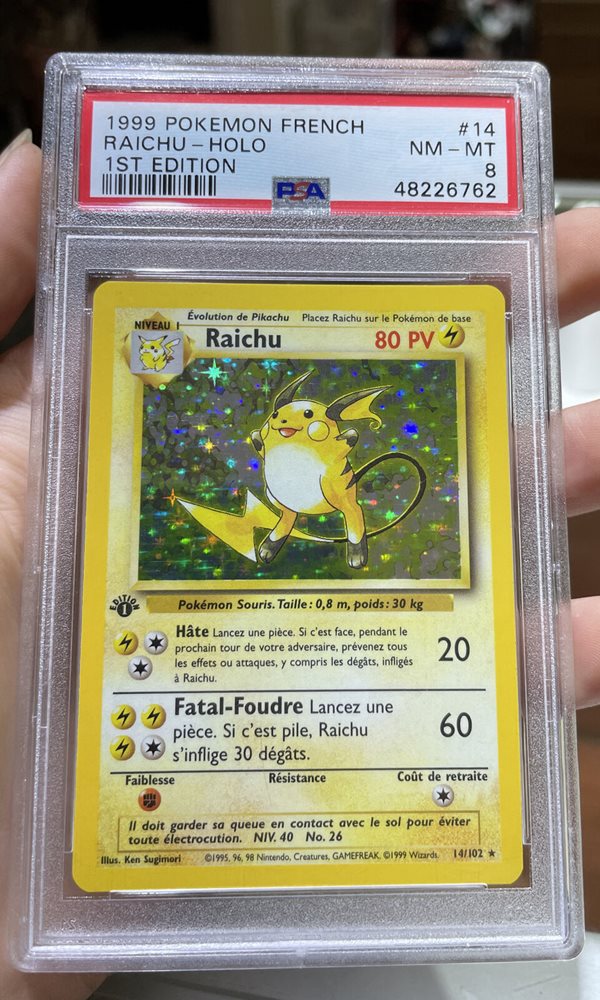 1999 POKEMON FRENCH #14
RAICHU - HOLO NM - MT
1ST EDITION 8
PSA 48226762
Évolution de Pikachu Placez Raichu sur le Pokémon de base
NIVEAU 1
Raichu 80 PV
EDITION 1
Pokémon Souris. Taille : 0,8 m, poids : 30 kg
Hâte Lancez une pièce. Si c'est face, pendant le
prochain tour de votre adversaire, prévenez tous
les effets ou attaques, y compris les dégâts, infligés
à Raichu.
20
Fatal-Foudre Lancez une
pièce. Si c'est pile, Raichu
s'inflige 30 dégâts.
60
Faiblesse Résistance Coût de retraite
Il doit garder sa queue en contact avec le sol pour éviter
toute électrocution. NIV. 40 No. 26
Illus. Ken Sugimori ©1995, 96, 98 Nintendo, Creatures, GAMEFREAK. ©1999 Wizards. 14/102 ★